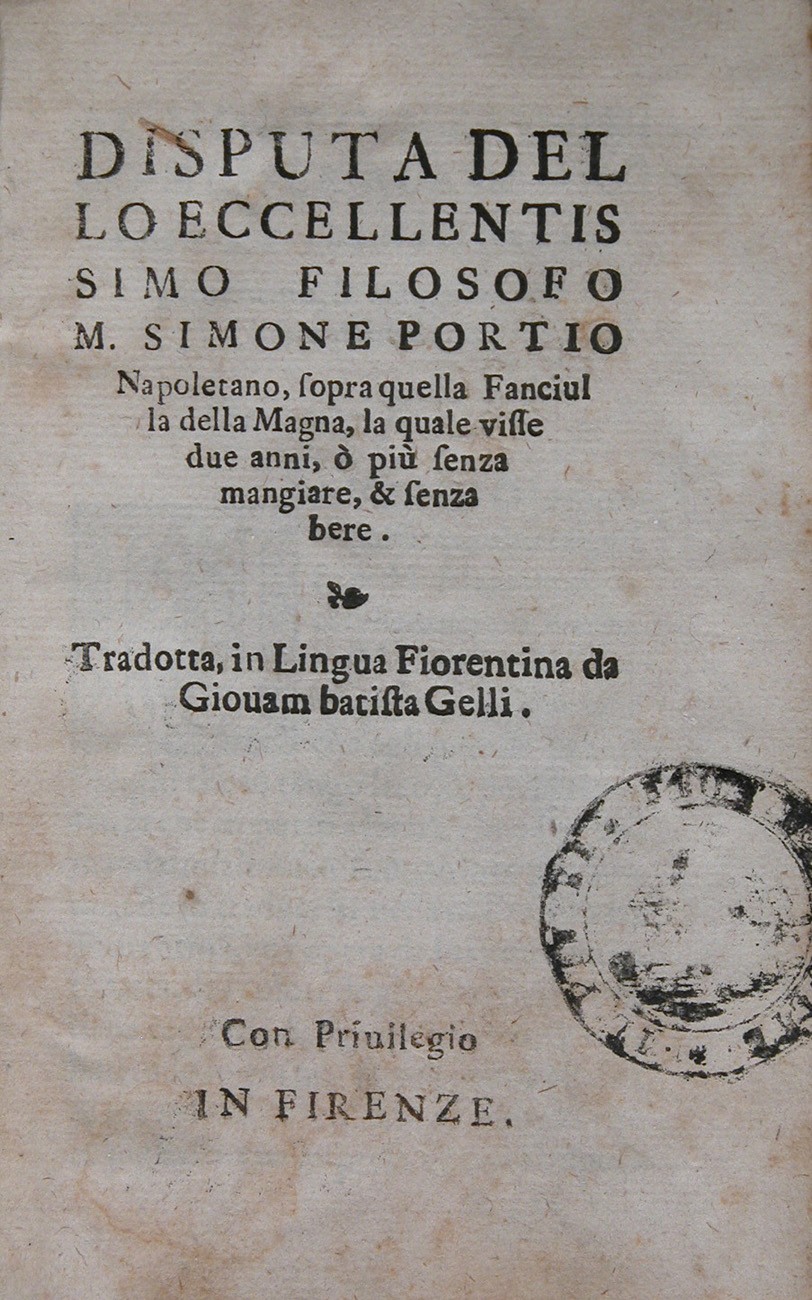 DISPUTA DEL
LO ECCELLENTIS
SIMO FILOSOFO
M. SIMONE PORTIO
Napoletano, ſopra quella Fanciul
la della Magna, la quale viſſe
due anni, ò più ſenza
mangiare, & ſenza
bere.
Tradotta, in Lingua Fiorentina da
Giouam batiſta Gelli.
Con Priuilegio
IN FIRENZE.